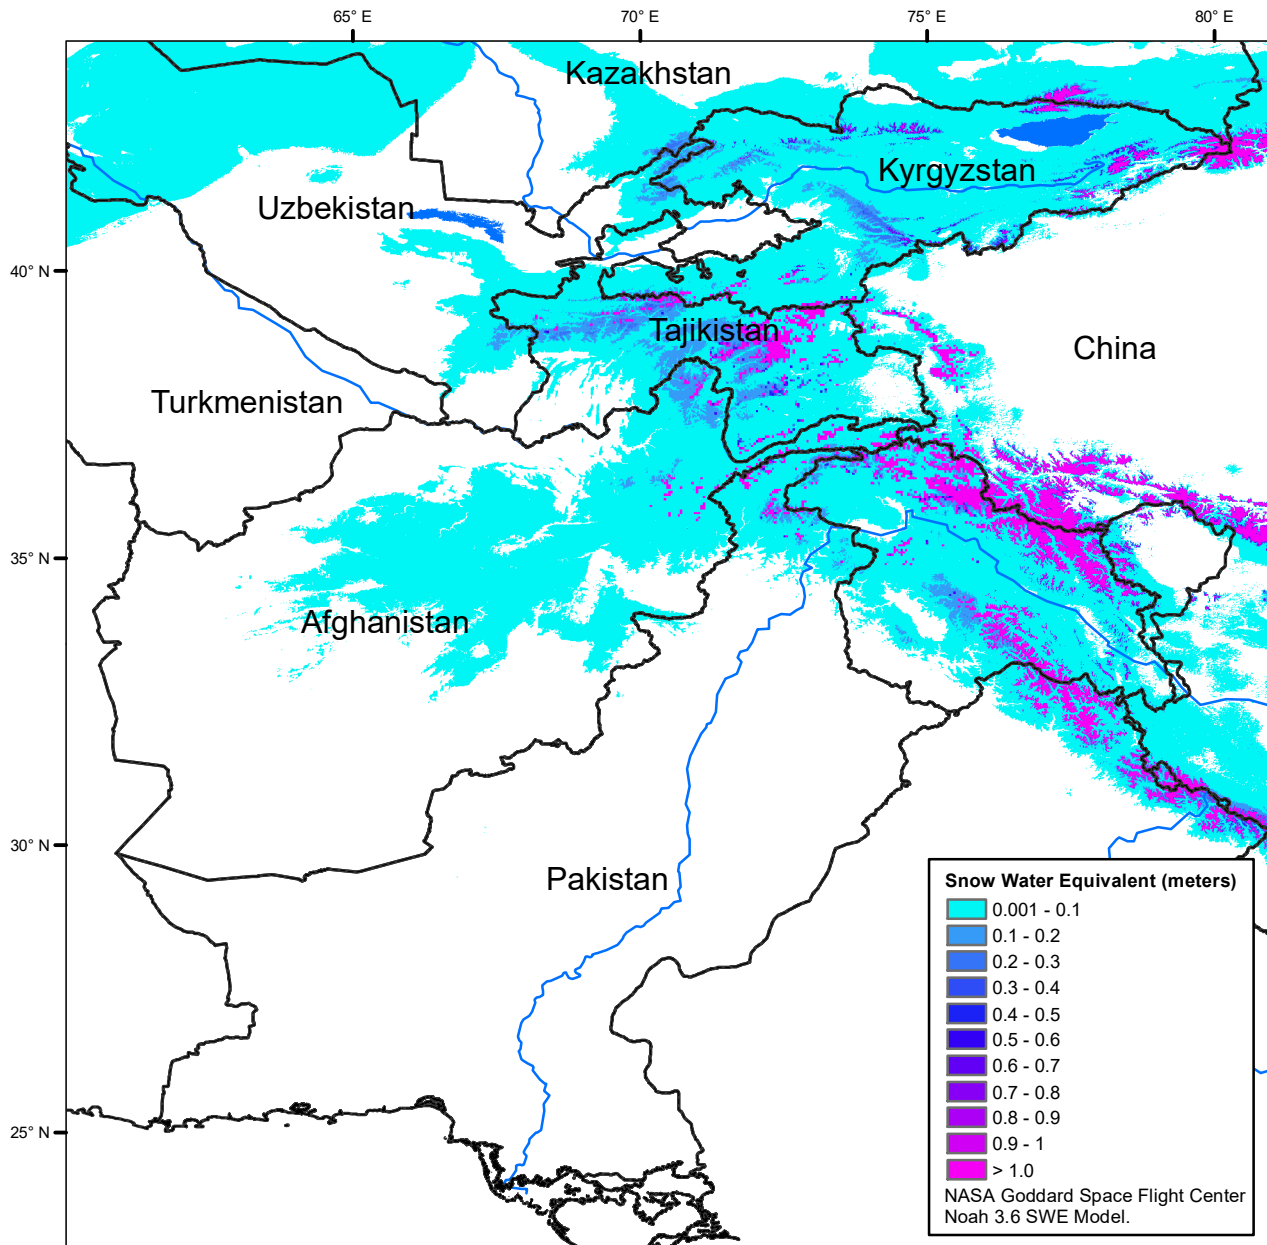 65° E
70° E
75° E
80° E
Kazakhstan
Kyrgyzstan
Uzbekistan
40° N
Tajikistan
China
Turkmenistan
35° N
Afghanistan
30° N
Pakistan
25° N
Snow Water Equivalent (meters)
0.001 - 0.1
0.1 - 0.2
0.2 - 0.3
0.3 - 0.4
0.4 - 0.5
0.5 - 0.6
0.6 - 0.7
0.7 - 0.8
0.8 - 0.9
0.9 - 1
> 1.0
NASA Goddard Space Flight Center
Noah 3.6 SWE Model.